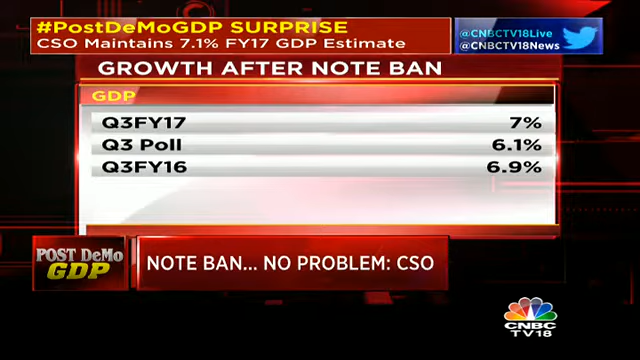 #PostDeMoGDP SURPRISE
CSO Maintains 7.1% FY17 GDP Estimate
@CNBCTV18Live
@CNBCTV18News
GROWTH AFTER NOTE BAN
GDP
Q3FY17 7%
Q3 Poll 6.1%
Q3FY16 6.9%
POST DeMo
GDP
NOTE BAN... NO PROBLEM: CSO
CNBC
TV18